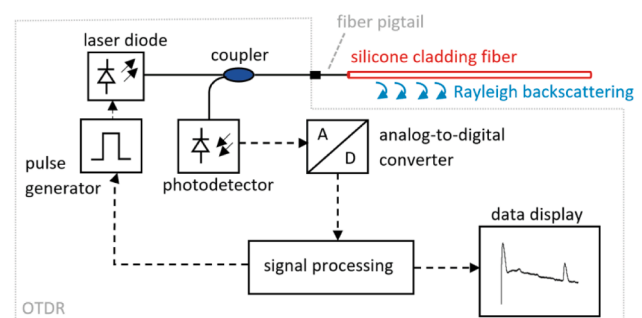 fiber pigtail
laser diode
coupler
silicone cladding fiber
Rayleigh backscattering
A
D
analog-to-digital
converter
pulse
generator
photodetector
data display
signal processing
OTDR